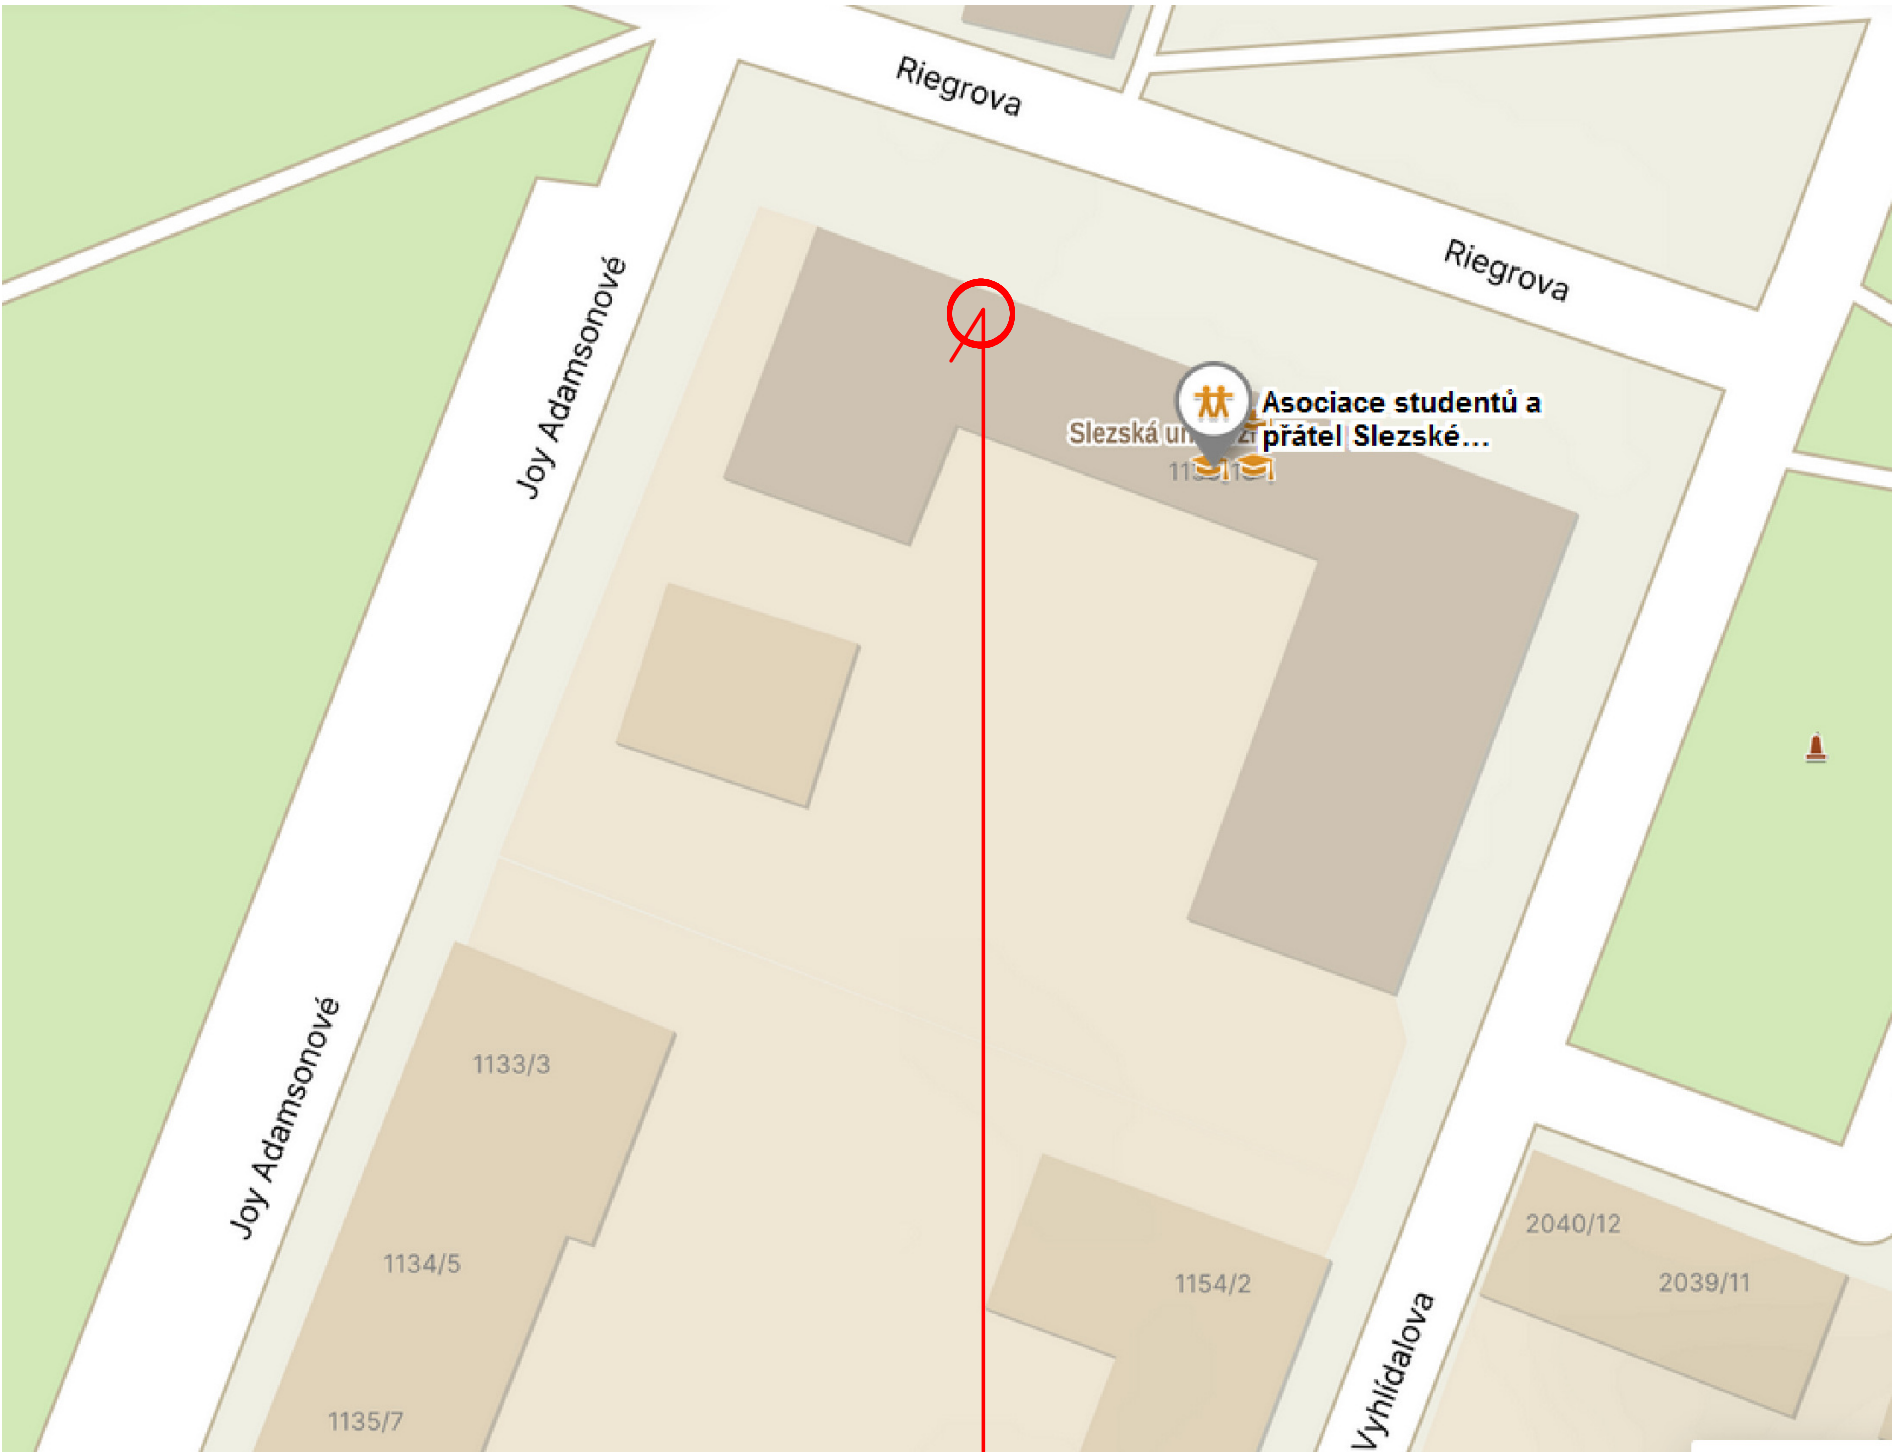 Riegrova
Riegrova
Joy Adamsonové
Asociace studentů a
přátel Slezské...
Slezská
Joy Adamsonové
1133/3
1134/5
1135/7
1154/2
2040/12
2039/11
Vyhlídalova